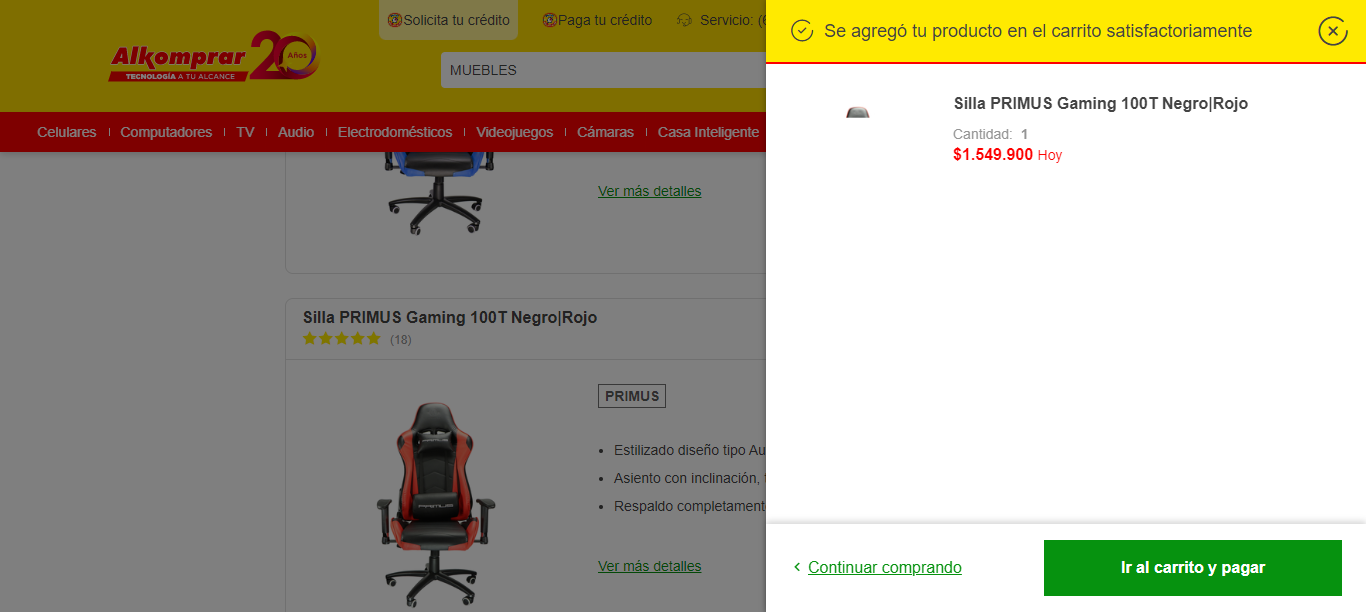 Solicita tu crédito
Paga tu crédito
Servicio: (6
Alkomprar 20 Años
TECNOLOGÍA A TU ALCANCE
MUEBLES
Celulares
Computadores
TV
Audio
Electrodomésticos
Videojuegos
Cámaras
Casa Inteligente
Ver más detalles
Silla PRIMUS Gaming 100T Negro|Rojo
(18)
PRIMUS
PRIMUS
PRIMUS
Estilizado diseño tipo Au
Asiento con inclinación,
Respaldo completament
Ver más detalles
Se agregó tu producto en el carrito satisfactoriamente
Silla PRIMUS Gaming 100T Negro|Rojo
Cantidad: 1
$1.549.900 Hoy
Continuar comprando
Ir al carrito y pagar